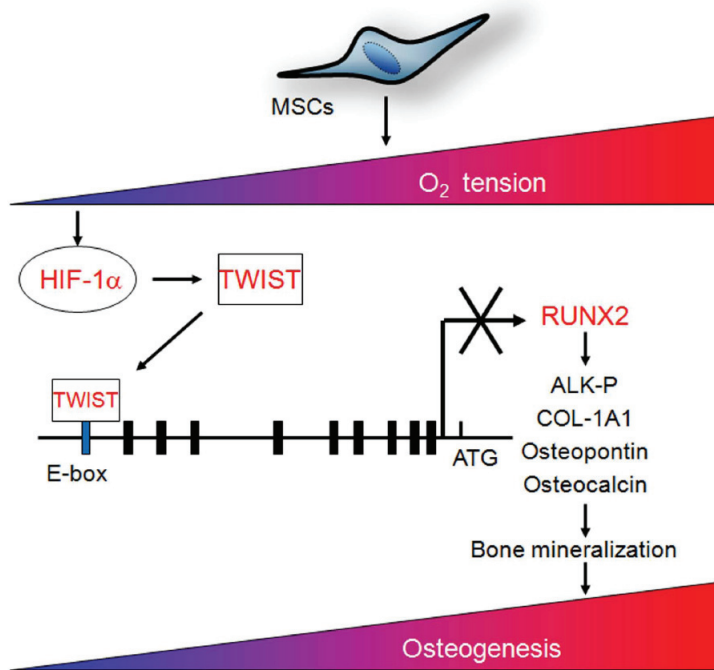 MSCs
O₂ tension
HIF-1α
TWIST
RUNX2
TWIST
ALK-P
COL-1A1
Osteopontin
Osteocalcin
E-box
ATG
Bone mineralization
Osteogenesis